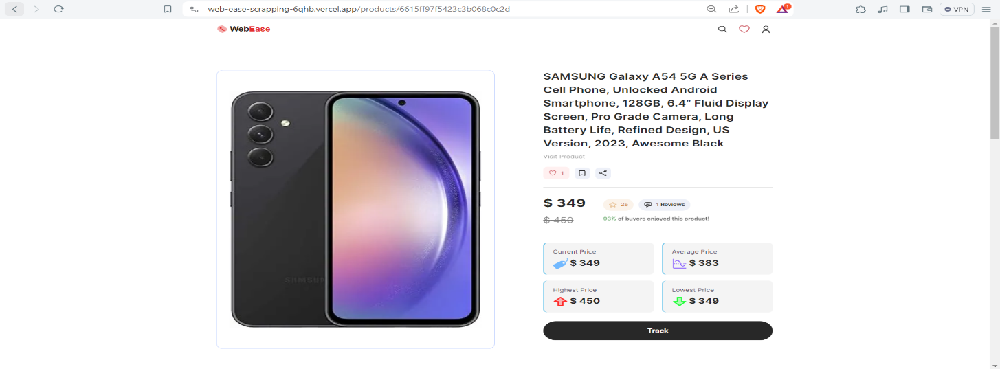 web-ease-scrapping-6qhb.vercel.app/products/6615ff97f5423c3b068c0c2d
1
VPN
WebEase
SAMSUNG Galaxy A54 5G A Series
Cell Phone, Unlocked Android
Smartphone, 128GB, 6.4” Fluid Display
Screen, Pro Grade Camera, Long
Battery Life, Refined Design, US
Version, 2023, Awesome Black
Visit Product
1
$ 349
25
1 Reviews
$ 450
93% of buyers enjoyed this product!
Current Price
$ 349
Average Price
$ 383
Highest Price
$ 450
Lowest Price
$ 349
Track